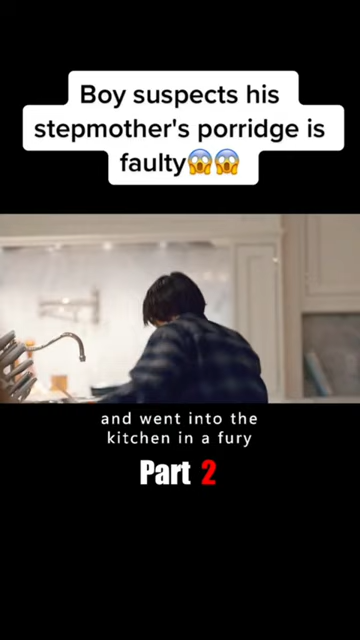 Boy suspects his
stepmother's porridge is
faulty😱😱
and went into the
kitchen in a fury
Part 2